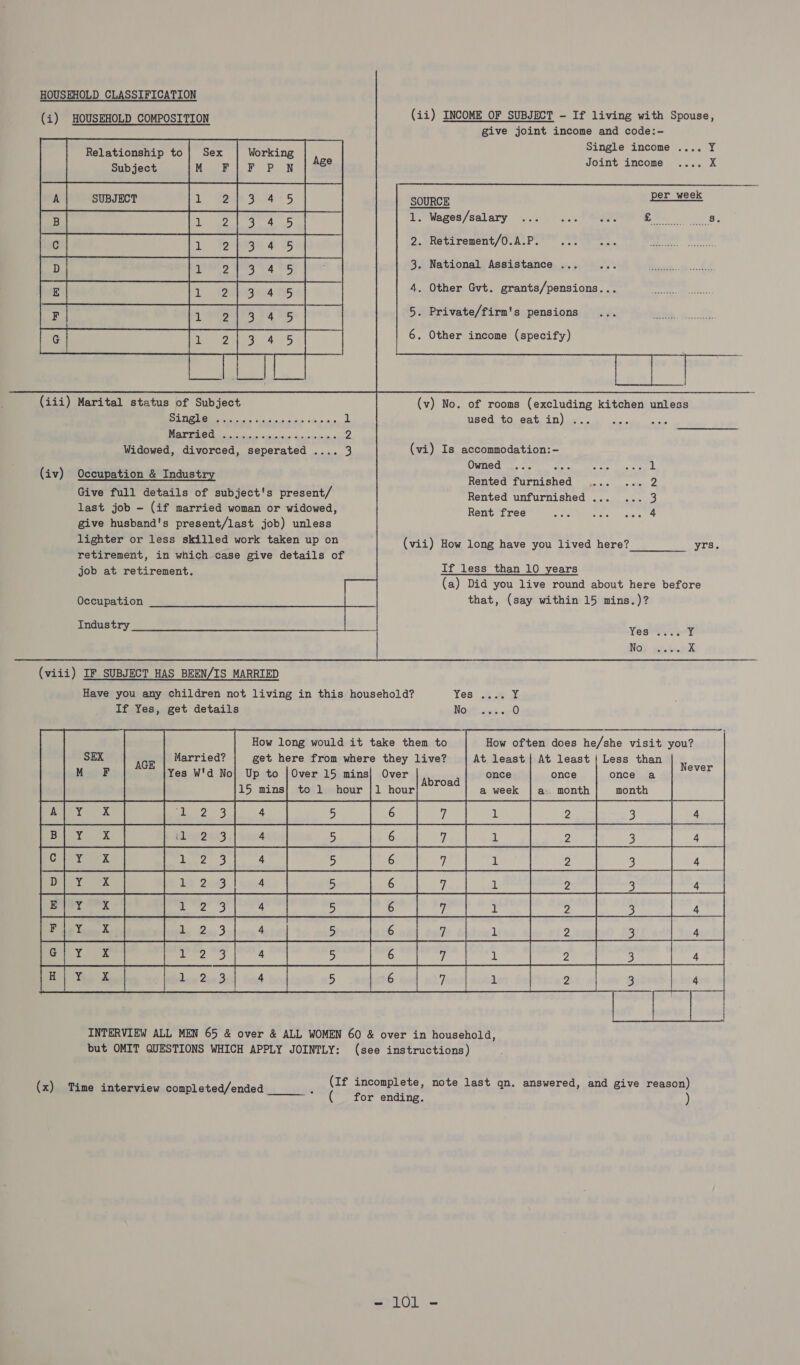 HOUSEHOLD CLASSIFICATION
(i) HOUSEHOLD COMPOSITION
Relationship to Subject | Sex M F | Working F P N | Age
A SUBJECT 1 2 3 4 5
B 1 2 3 4 5
C 1 2 3 4 5
D 1 2 3 4 5
E 1 2 3 4 5
F 1 2 3 4 5
G 1 2 3 4 5
(ii) INCOME OF SUBJECT - If living with Spouse,
give joint income and code:-
Single income .... Y
Joint income .... X
SOURCE per week
1. Wages/salary ... ... ... £ s.
2. Retirement/O.A.P. ... ...
3. National Assistance ... ...
4. Other Gvt. grants/pensions...
5. Private/firm's pensions ...
6. Other income (specify)
(iii) Marital status of Subject
Single .................. 1
Married ................. 2
Widowed, divorced, seperated .... 3
(iv) Occupation & Industry
Give full details of subject's present/
last job - (if married woman or widowed,
give husband's present/last job) unless
lighter or less skilled work taken up on
retirement, in which case give details of
job at retirement.
Occupation
Industry
(v) No. of rooms (excluding kitchen unless
used to eat in) ... ... ...
(vi) Is accommodation:-
Owned ... ... ... ... 1
Rented furnished ... ... 2
Rented unfurnished ... ... 3
Rent free ... ... ... 4
(vii) How long have you lived here? yrs.
If less than 10 years
(a) Did you live round about here before
that, (say within 15 mins.)?
Yes .... Y
No .... X
(viii) IF SUBJECT HAS BEEN/IS MARRIED
Have you any children not living in this household? Yes .... Y
If Yes, get details No .... 0
SEX M F | AGE | Married? Yes W'd No | How long would it take them to get here from where they live? Up to 15 mins | Over 15 mins to 1 hour | Over 1 hour | Abroad | How often does he/she visit you? At least once a week | At least once a month | Less than once a month | Never
A Y X 1 2 3 4 5 6 7 1 2 3 4
B Y X 1 2 3 4 5 6 7 1 2 3 4
C Y X 1 2 3 4 5 6 7 1 2 3 4
D Y X 1 2 3 4 5 6 7 1 2 3 4
E Y X 1 2 3 4 5 6 7 1 2 3 4
F Y X 1 2 3 4 5 6 7 1 2 3 4
G Y X 1 2 3 4 5 6 7 1 2 3 4
H Y X 1 2 3 4 5 6 7 1 2 3 4
INTERVIEW ALL MEN 65 & over & ALL WOMEN 60 & over in household,
but OMIT QUESTIONS WHICH APPLY JOINTLY: (see instructions)
(x) Time interview completed/ended . (If incomplete, note last qn. answered, and give reason)
( for ending. )
- 101 -